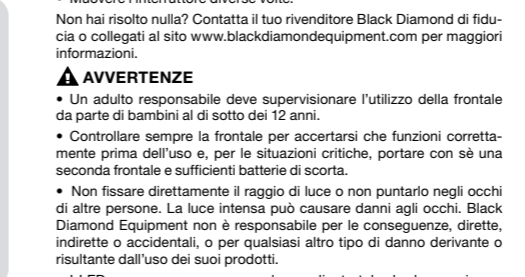 • Muovere l'interruttore diverse volte.
Non hai risolto nulla? Contatta il tuo rivenditore Black Diamond di fidu-
cia o collegati al sito www.blackdiamondequipment.com per maggiori
informazioni.
AVVERTENZE
• Un adulto responsabile deve supervisionare l'utilizzo della frontale
da parte di bambini al di sotto dei 12 anni.
• Controllare sempre la frontale per accertarsi che funzioni corretta-
mente prima dell'uso e, per le situazioni critiche, portare con sè una
seconda frontale e sufficienti batterie di scorta.
• Non fissare direttamente il raggio di luce o non puntarlo negli occhi
di altre persone. La luce intensa può causare danni agli occhi. Black
Diamond Equipment non è responsabile per le conseguenze, dirette,
indirette o accidentali, o per qualsiasi altro tipo di danno derivante o
risultante dall'uso dei suoi prodotti.